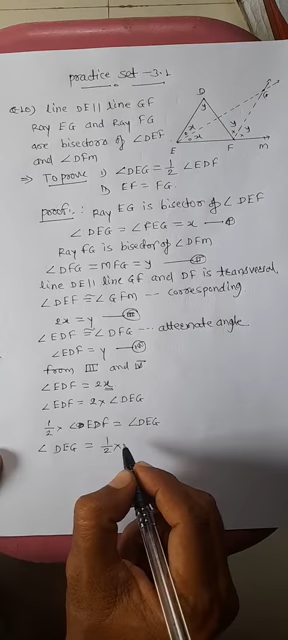 practice set -3.1
Q-10) line DE || line GF
Ray EG and Ray FG
are bisector of ∠DEF
and ∠DFm
⇒ To prove 1) ∠DEG = 1/2 ∠EDF
1) EF = FG.
proof:. Ray EG is bisector of ∠DEF
∠DEG = ∠FEG = x — I
Ray FG is bisector of ∠DFm
∠DFG = MFG = y — II
line DE || line GF and DF is transversal
∠DEF ≅ ∠GFm -- corresponding
2x = y — III
∠EDF ≅ ∠DFG --- alternate angle
∠EDF = y — IV
from III and IV
∠EDF = 2x
∠EDF = 2 x ∠DEG
1/2 x ∠EDF = ∠DEG
∠DEG = 1/2 x
D
y
G
x
x
y
y
E
F
M